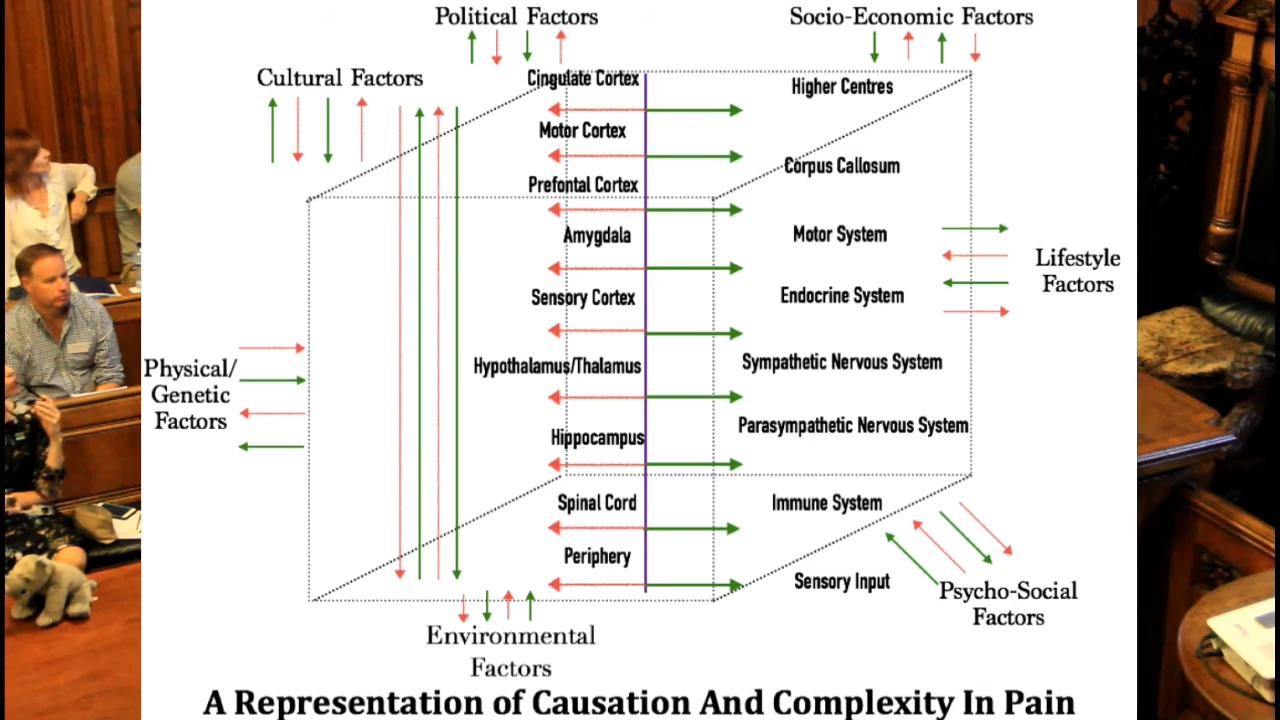 Political Factors
Socio-Economic Factors
Cultural Factors
Cingulate Cortex
Higher Centres
Motor Cortex
Corpus Callosum
Prefontal Cortex
Amygdala
Motor System
Lifestyle
Factors
Sensory Cortex
Endocrine System
Physical/
Genetic
Factors
Hypothalamus/Thalamus
Sympathetic Nervous System
Hippocampus
Parasympathetic Nervous System
Spinal Cord
Immune System
Periphery
Sensory Input
Psycho-Social
Factors
Environmental
Factors
A Representation of Causation And Complexity In Pain